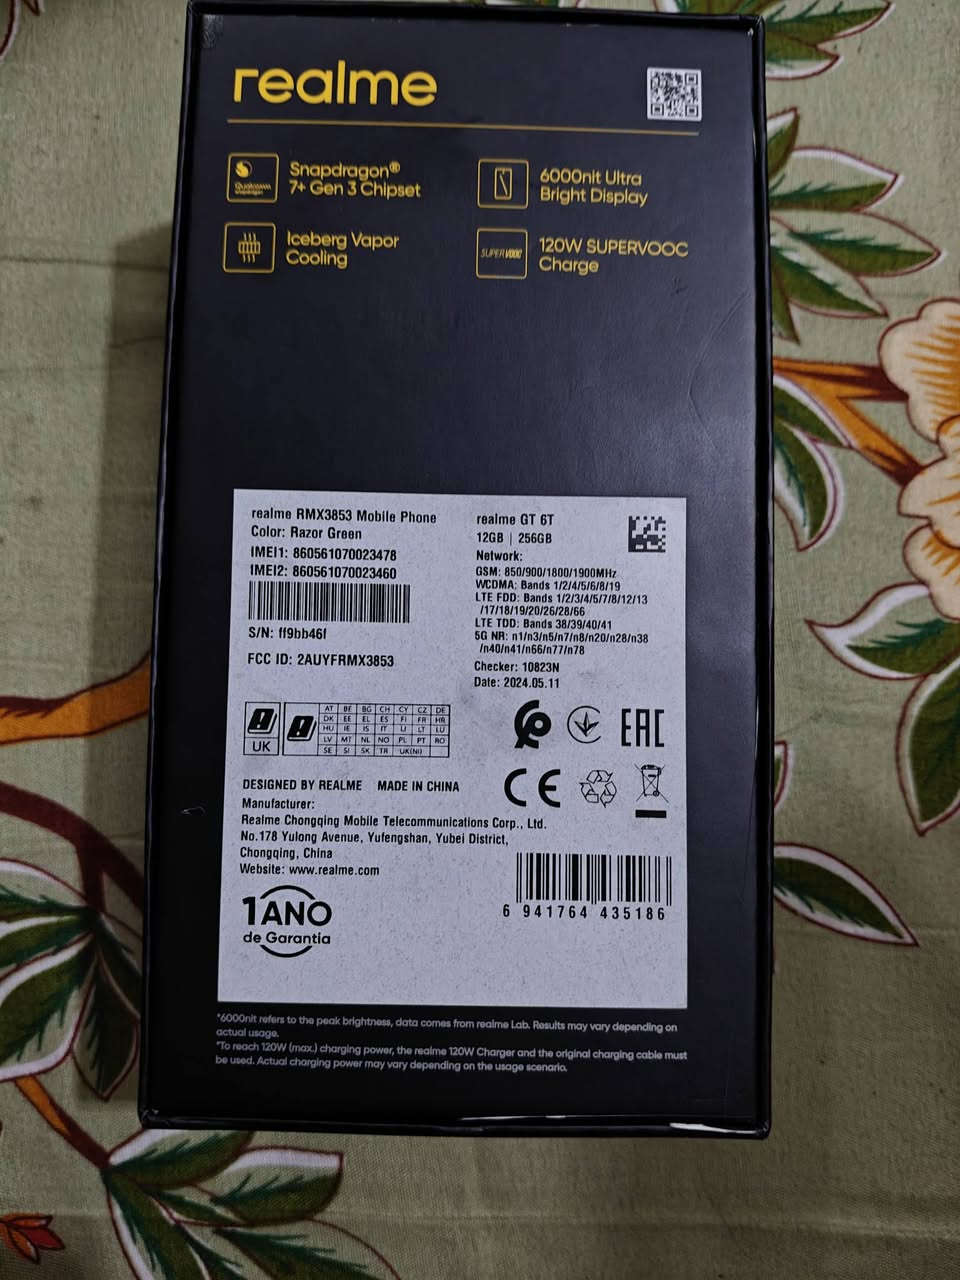 realme
Qualcomm
snapdragon
Snapdragon®
7+ Gen 3 Chipset
6000nit Ultra
Bright Display
Iceberg Vapor
Cooling
SUPERVOOC
120W SUPERVOOC
Charge
realme RMX3853 Mobile Phone
Color: Razor Green
IMEI1: 860561070023478
IMEI2: 860561070023460
S/N: ff9bb46f
FCC ID: 2AUYFRMX3853
realme GT 6T
12GB | 256GB
Network:
GSM: 850/900/1800/1900MHz
WCDMA: Bands 1/2/4/5/6/8/19
LTE FDD: Bands 1/2/3/4/5/7/8/12/13
/17/18/19/20/26/28/66
LTE TDD: Bands 38/39/40/41
5G NR: n1/n3/n5/n7/n8/n20/n28/n38
/n40/n41/n66/n77/n78
Checker: 10823N
Date: 2024.05.11
UK
AT BE BG CH CY CZ DE
DK EE EL ES FI FR HR
HU IE IS IT LI LT LU
LV MT NL NO PL PT RO
SE SI SK TR UK(NI)
EAC
CE
DESIGNED BY REALME MADE IN CHINA
Manufacturer:
Realme Chongqing Mobile Telecommunications Corp., Ltd.
No.178 Yulong Avenue, Yufengshan, Yubei District,
Chongqing, China
Website: www.realme.com
1 ANO
de Garantia
6 941764 435186
*6000nit refers to the peak brightness, data comes from realme Lab. Results may vary depending on
actual usage.
*To reach 120W (max.) charging power, the realme 120W Charger and the original charging cable must
be used. Actual charging power may vary depending on the usage scenario.